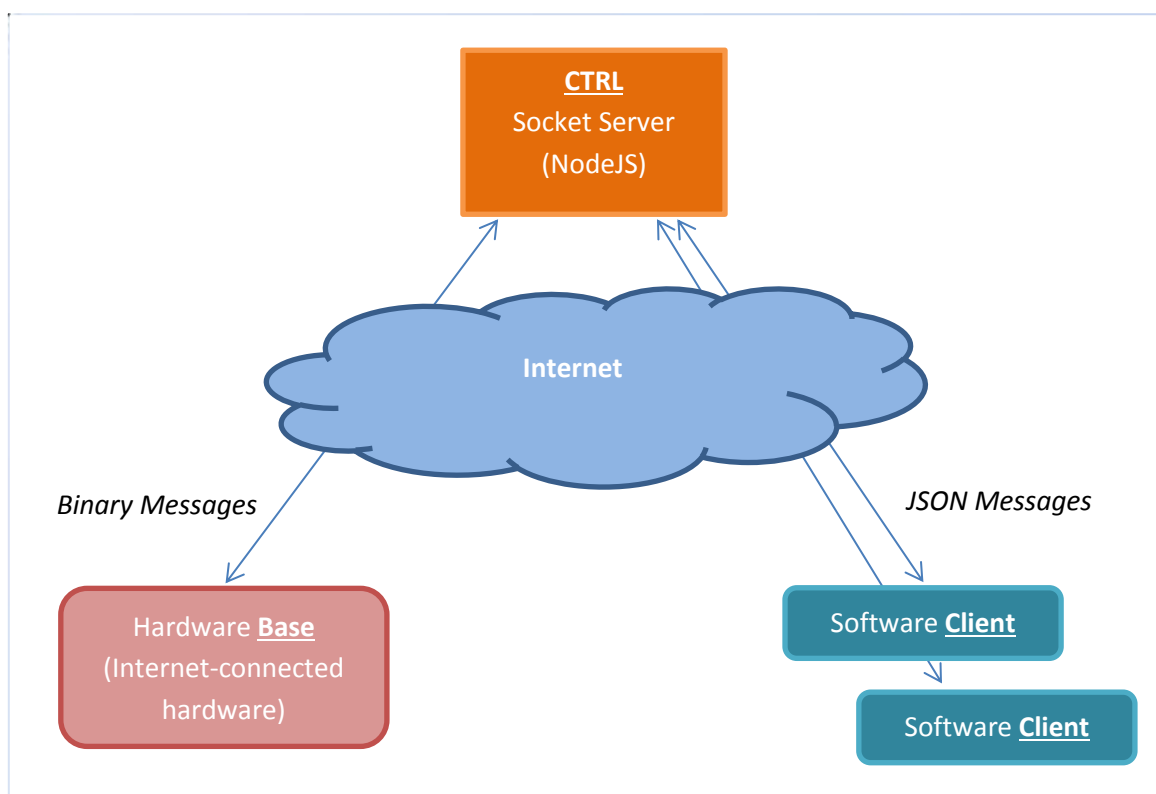 CTRL
Socket Server
(NodeJS)
Internet
Binary Messages
JSON Messages
Hardware Base
(Internet-connected
hardware)
Software Client
Software Client